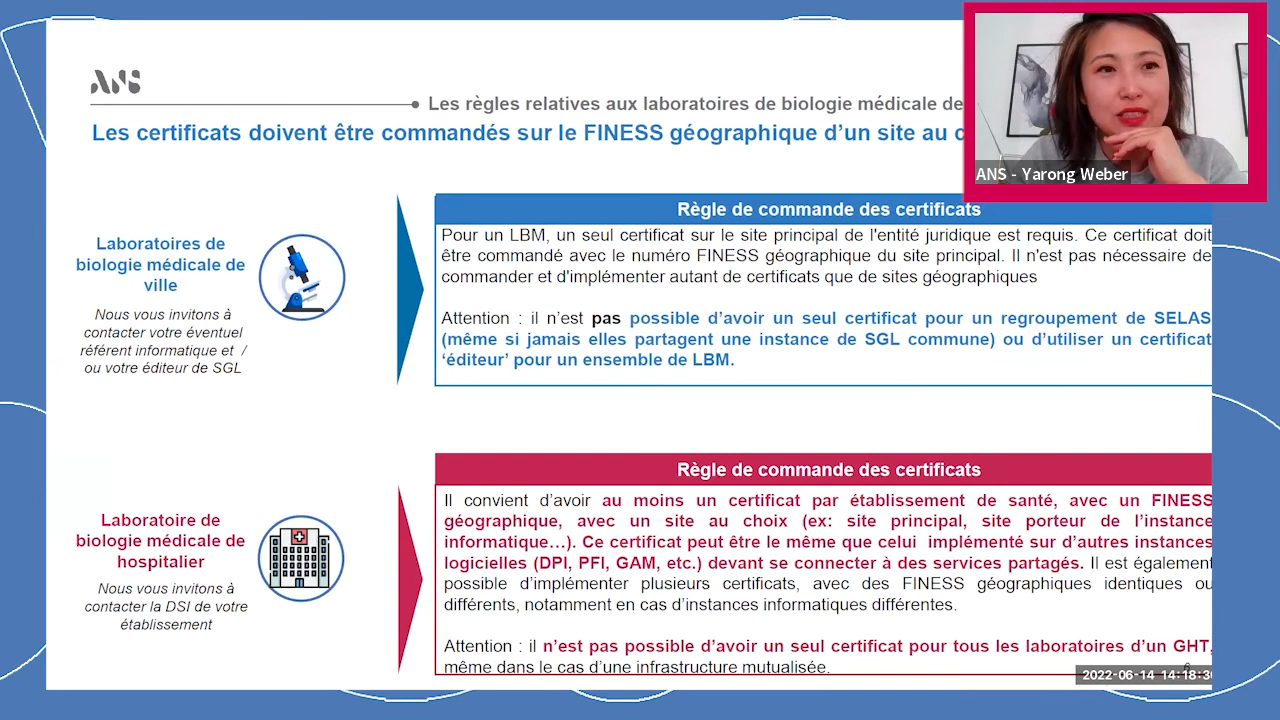 ANS
Les règles relatives aux laboratoires de biologie médicale de
Les certificats doivent être commandés sur le FINESS géographique d’un site au
ANS - Yarong Weber
Laboratoires de
biologie médicale de
ville
Nous vous invitons à
contacter votre éventuel
référent informatique et /
ou votre éditeur de SGL
Règle de commande des certificats
Pour un LBM, un seul certificat sur le site principal de l'entité juridique est requis. Ce certificat doit
être commandé avec le numéro FINESS géographique du site principal. Il n'est pas nécessaire de
commander et d'implémenter autant de certificats que de sites géographiques
Attention : il n’est pas possible d’avoir un seul certificat pour un regroupement de SELAS
(même si jamais elles partagent une instance de SGL commune) ou d’utiliser un certificat
‘éditeur’ pour un ensemble de LBM.
Laboratoire de
biologie médicale de
hospitalier
Nous vous invitons à
contacter la DSI de votre
établissement
Règle de commande des certificats
Il convient d’avoir au moins un certificat par établissement de santé, avec un FINESS
géographique, avec un site au choix (ex: site principal, site porteur de l’instance
informatique…). Ce certificat peut être le même que celui implémenté sur d’autres instances
logicielles (DPI, PFI, GAM, etc.) devant se connecter à des services partagés. Il est également
possible d’implémenter plusieurs certificats, avec des FINESS géographiques identiques ou
différents, notamment en cas d’instances informatiques différentes.
Attention : il n’est pas possible d’avoir un seul certificat pour tous les laboratoires d’un GHT,
même dans le cas d’une infrastructure mutualisée.
6
2022-06-14 14:18:30